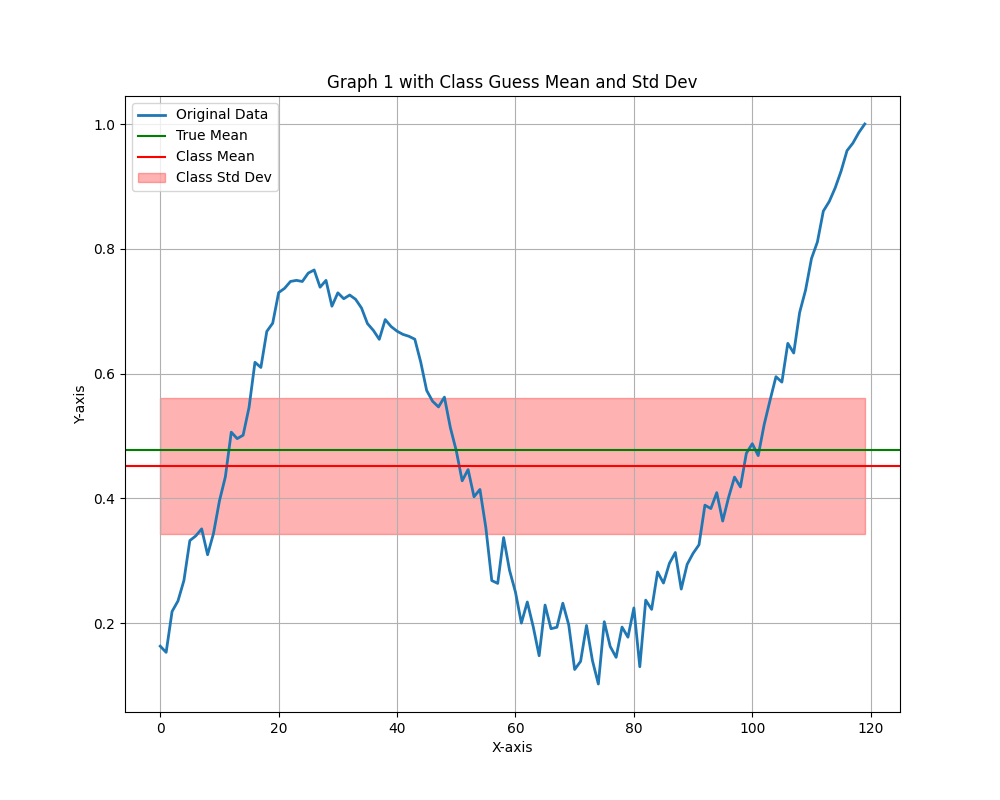 Graph 1 with Class Guess Mean and Std Dev
Original Data
True Mean
Class Mean
Class Std Dev
1.0
0.8
0.6
0.4
0.2
Y-axis
0 20 40 60 80 100 120
X-axis